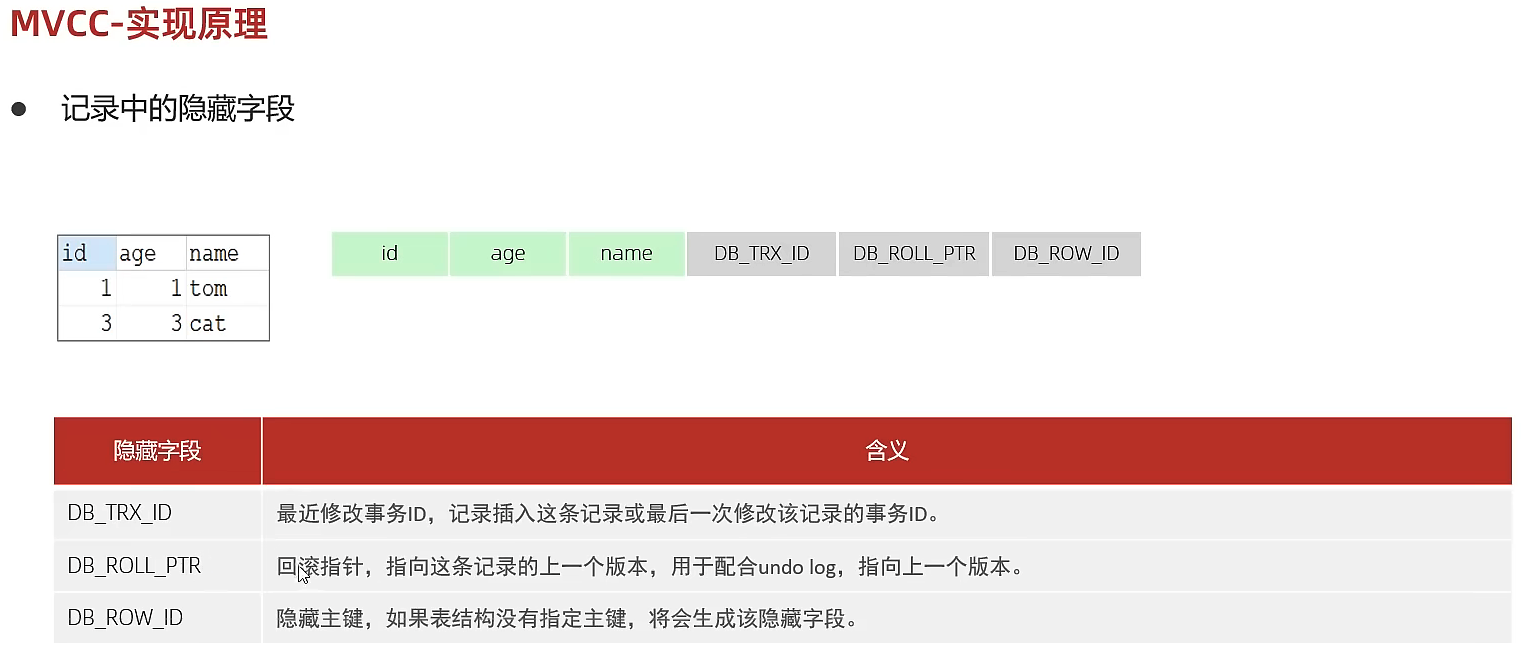 MVCC-实现原理
● 记录中的隐藏字段
id age name
1 1 tom
3 3 cat
id age name DB_TRX_ID DB_ROLL_PTR DB_ROW_ID
隐藏字段 含义
DB_TRX_ID 最近修改事务ID，记录插入这条记录或最后一次修改该记录的事务ID。
DB_ROLL_PTR 回滚指针，指向这条记录的上一个版本，用于配合undo log，指向上一个版本。
DB_ROW_ID 隐藏主键，如果表结构没有指定主键，将会生成该隐藏字段。